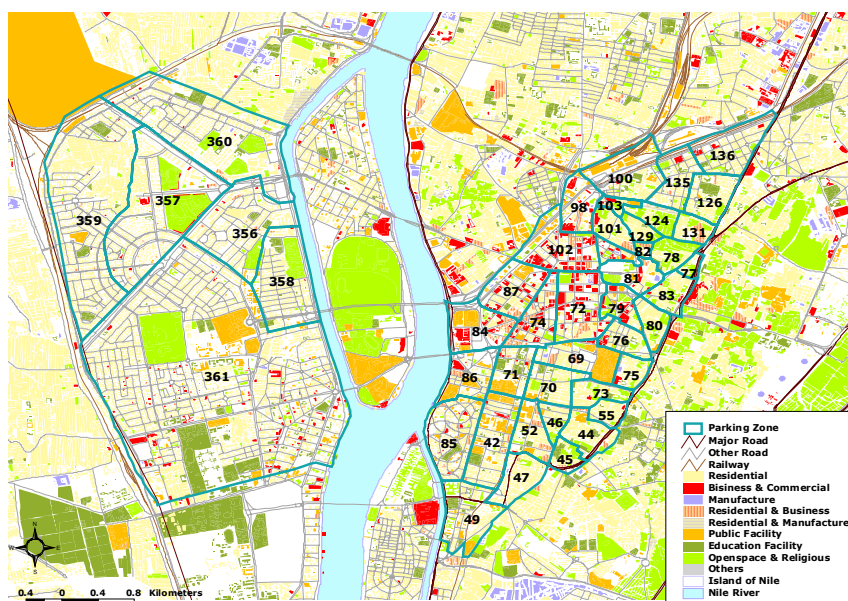 136
360
100
135
357
98
103
126
359
356
101
124
131
129
102
82
78
77
358
81
87
83
72
79
84
74
80
76
69
361
86
71
75
70
73
55
46
44
85
42
52
45
47
49
Parking Zone
Major Road
Other Road
Railway
Residential
Bisiness & Commercial
Manufacture
Residential & Business
Residential & Manufacture
Public Facility
Education Facility
Openspace & Religious
Others
Island of Nile
Nile River
N
W E
S
0.4 0 0.8 Kilometers